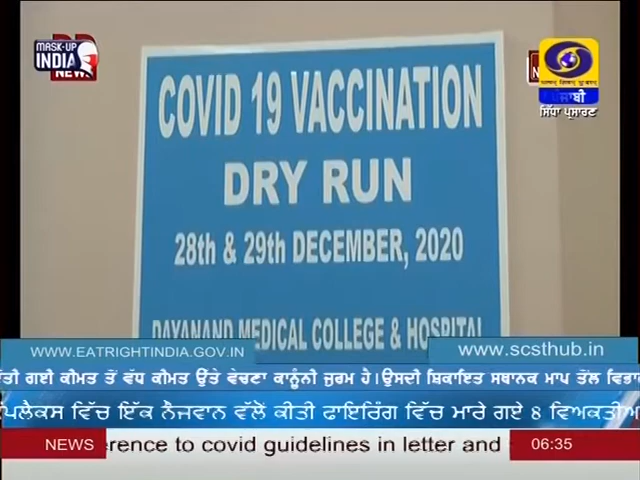 MASK-UP
INDIA
NEWS
ਪੰਜਾਬੀ
ਸਿੱਧਾ ਪ੍ਰਸਾਰਣ
COVID 19 VACCINATION
DRY RUN
28th & 29th DECEMBER, 2020
DAYANAND MEDICAL COLLEGE & HOSPITAL
WWW.EATRIGHTINDIA.GOV.IN
www.scsthub.in
ਗਈ ਕੀਮਤ ਤੋਂ ਵੱਧ ਕੀਮਤ ਉੱਤੇ ਵੇਚਣਾ ਕਾਨੂੰਨੀ ਜੁਰਮ ਹੈ।ਉਸਦੀ ਸ਼ਿਕਾਇਤ ਸਥਾਨਕ ਮਾਪ ਤੋਲ ਵਿਭਾਗ
ਵਿੱਚ ਇੱਕ ਨੌਜਵਾਨ ਵੱਲੋਂ ਕੀਤੀ ਫਾਇਰਿੰਗ ਵਿੱਚ ਮਾਰੇ ਗਏ 8 ਵਿਅਕਤੀਆਂ
NEWS erence to covid guidelines in letter and 06:35